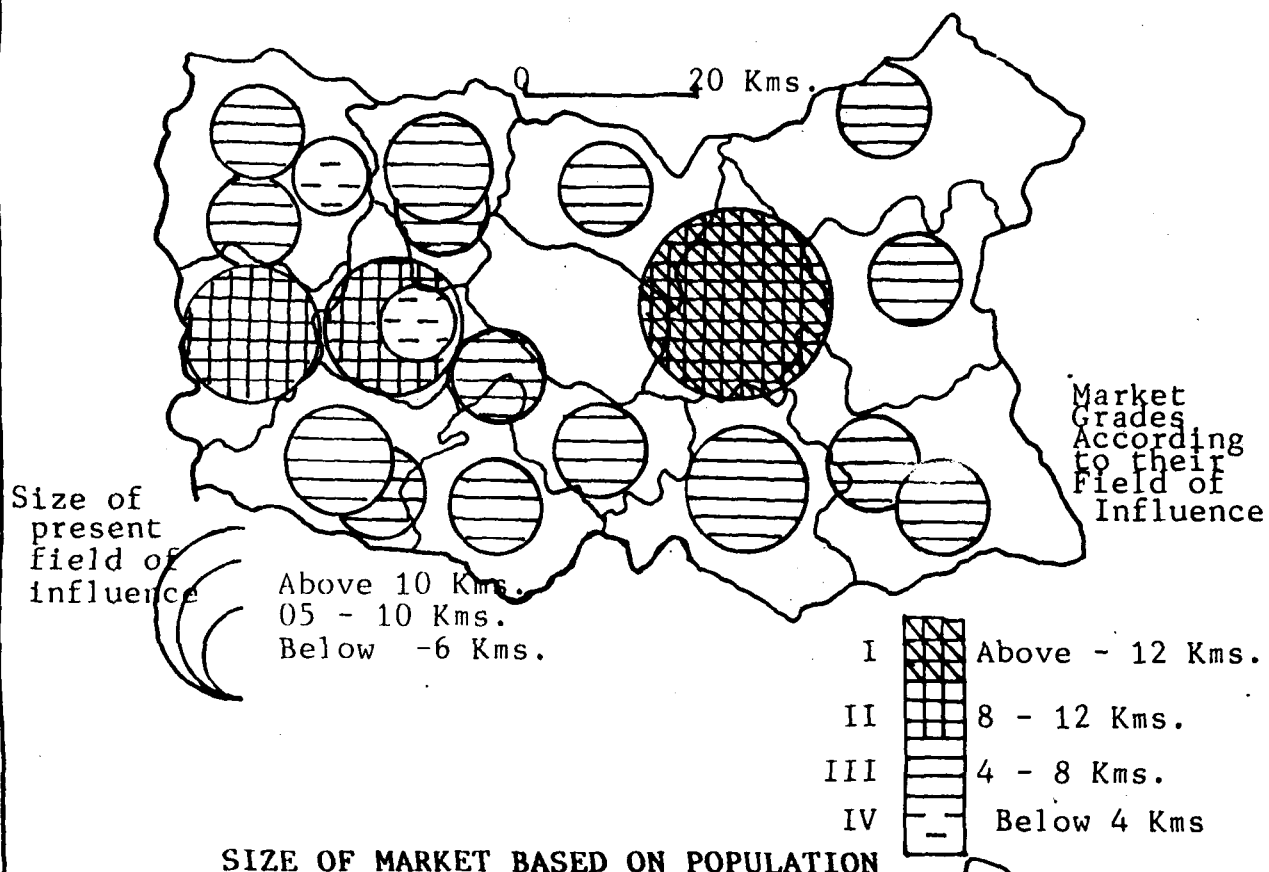 0 20 Kms.
Market
Grades
According
to their
Field of
Influence
Size of
present
field of
influence
Above 10 Kms.
05 - 10 Kms.
Below -6 Kms.
I Above - 12 Kms.
II 8 - 12 Kms.
III 4 - 8 Kms.
IV Below 4 Kms
SIZE OF MARKET BASED ON POPULATION